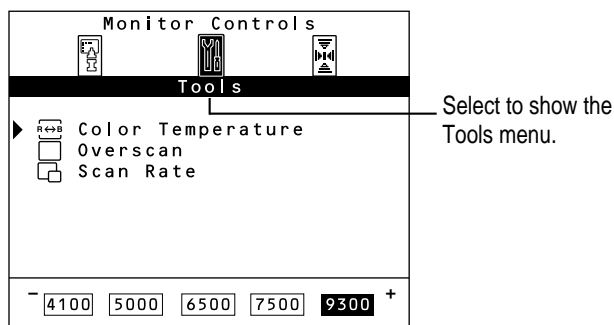 Monitor Controls
Tools
Select to show the
Tools menu.
R↔B Color Temperature
Overscan
Scan Rate
- 4100 5000 6500 7500 9300 +